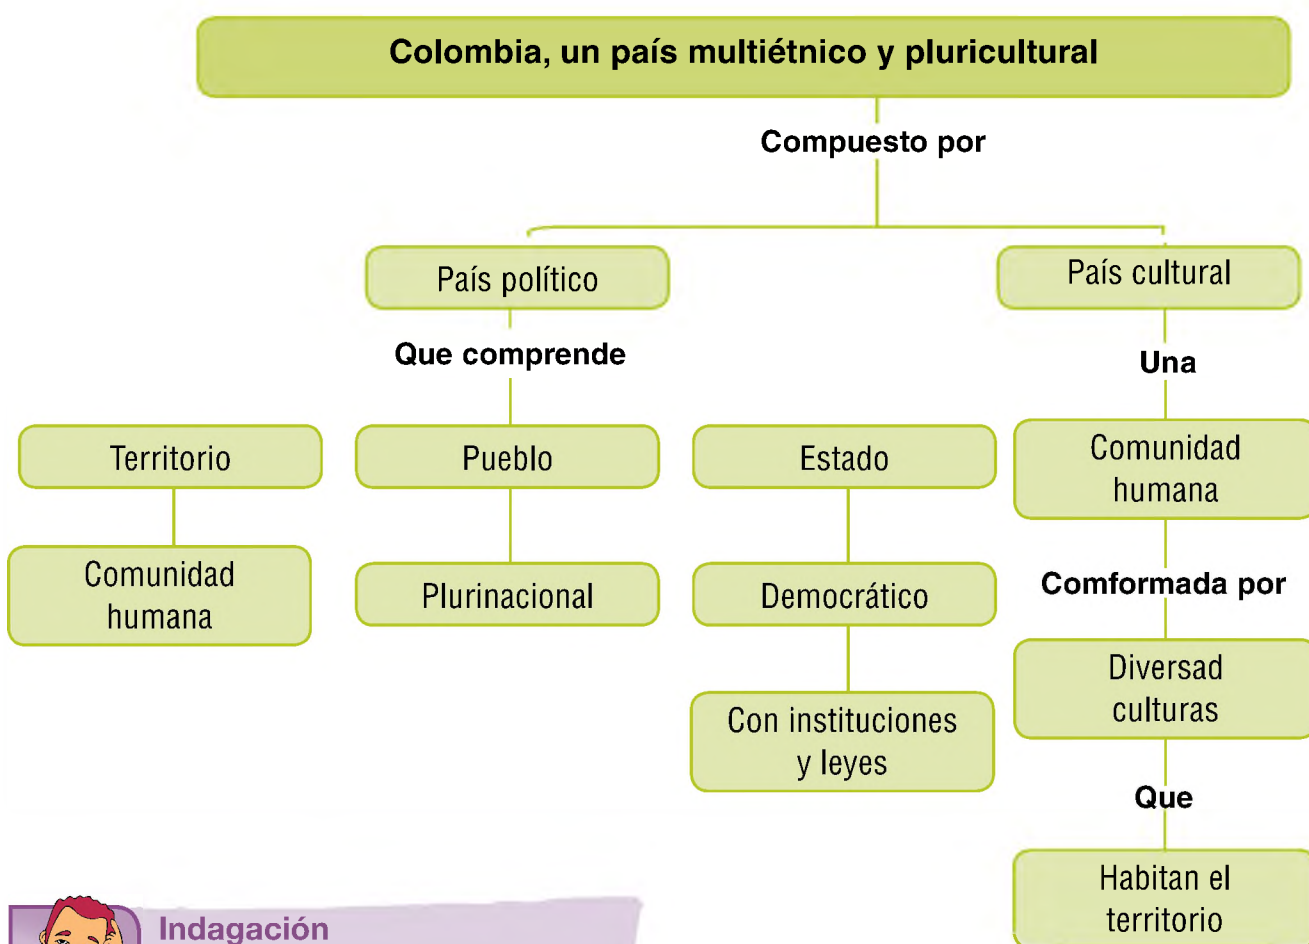 Colombia, un país multiétnico y pluricultural
Compuesto por
País político
País cultural
Que comprende
Una
Territorio
Pueblo
Estado
Comunidad
humana
Comunidad
humana
Plurinacional
Democrático
Comformada por
Diversad
culturas
Con instituciones
y leyes
Que
Habitan el
territorio
Indagación